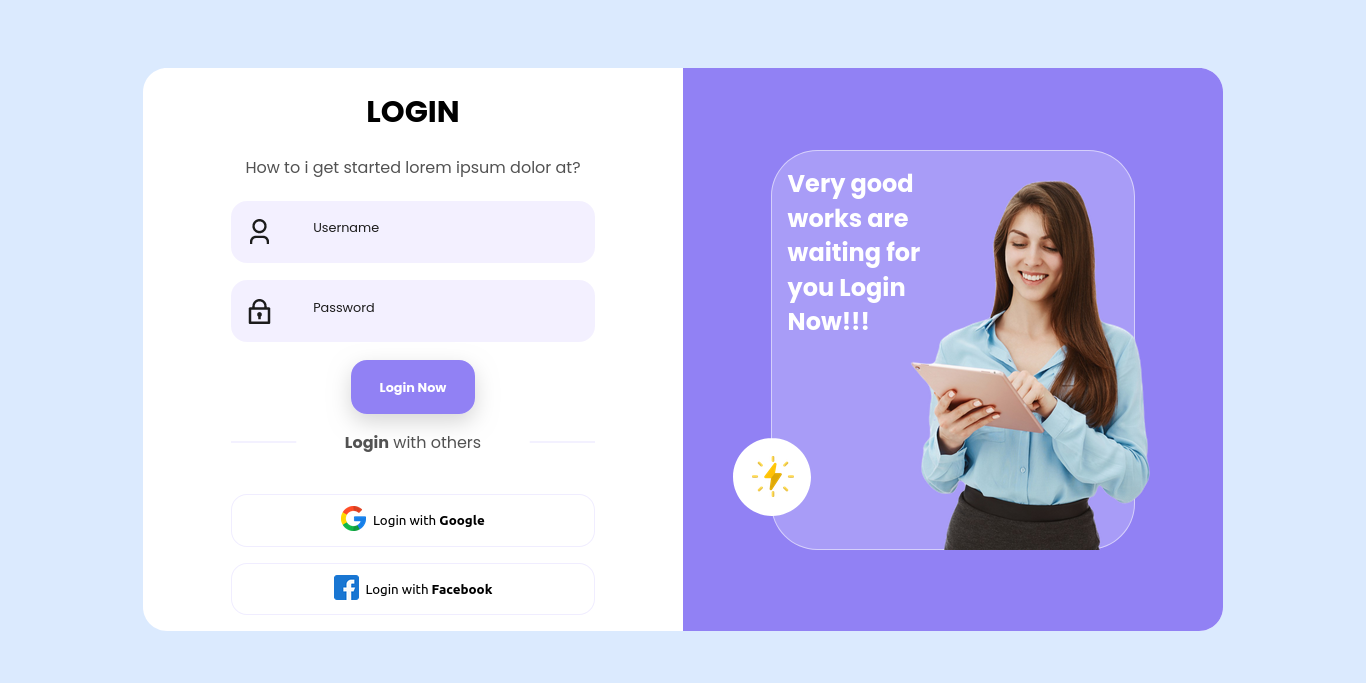 LOGIN
How to i get started lorem ipsum dolor at?
Username
Password
Login Now
Login with others
Login with Google
Login with Facebook
Very good
works are
waiting for
you Login
Now!!!